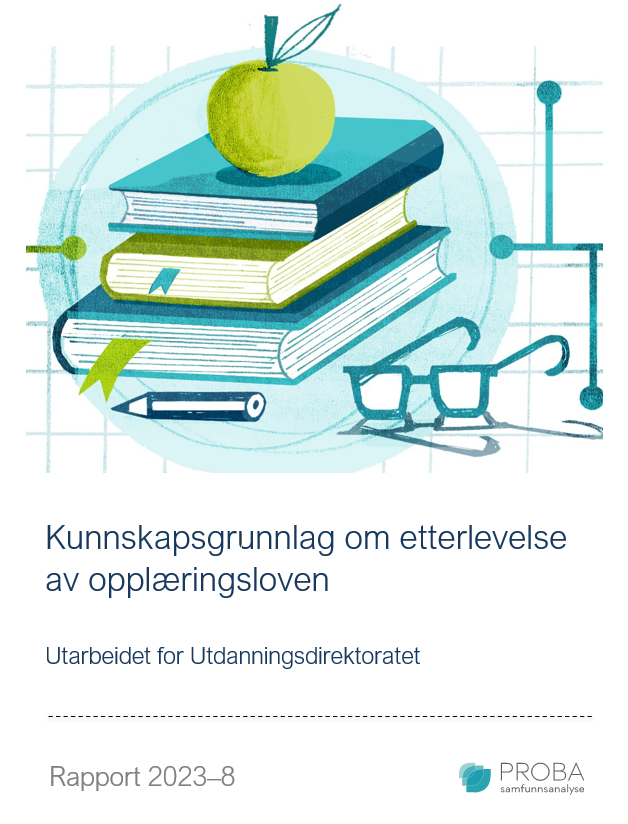 Kunnskapsgrunnlag om etterlevelse
av opplæringsloven
Utarbeidet for Utdanningsdirektoratet
Rapport 2023–8
PROBA
samfunnsanalyse